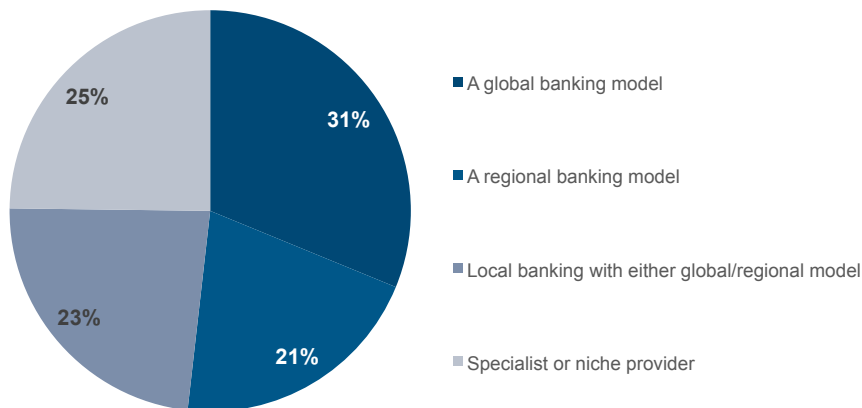 25%
31%
23%
21%
A global banking model
A regional banking model
Local banking with either global/regional model
Specialist or niche provider